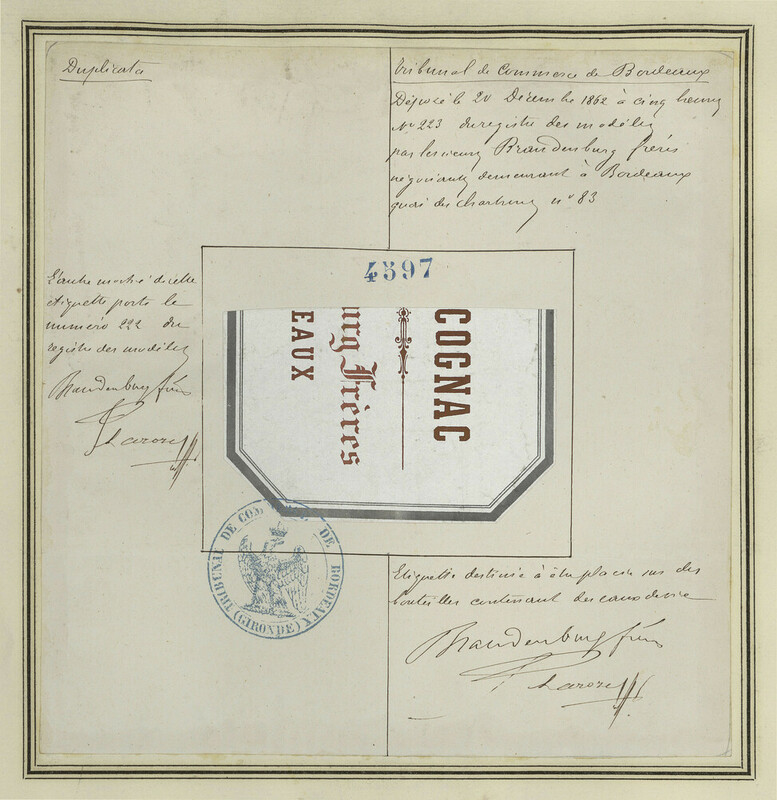 Duplicata
Tribunal de Commerce de Bordeaux
Déposé le 20 Décembre 1862 à cinq heures
N° 223 du registre des modèles
par les sieurs Brandenburg frères
négociants demeurant à Bordeaux
quai des Chartrons n° 83
4597
L'autre moitié de cette
étiquette porte le
numéro 222 du
registre des modèles
Brandenburg frères
COGNAC
urg Frères
EAUX
TRIBUNAL DE COM DE BORDEAUX
(GIRONDE)
Etiquette destinée à être placée sur des
bouteilles contenant des eaux de vie
Brandenburg frères